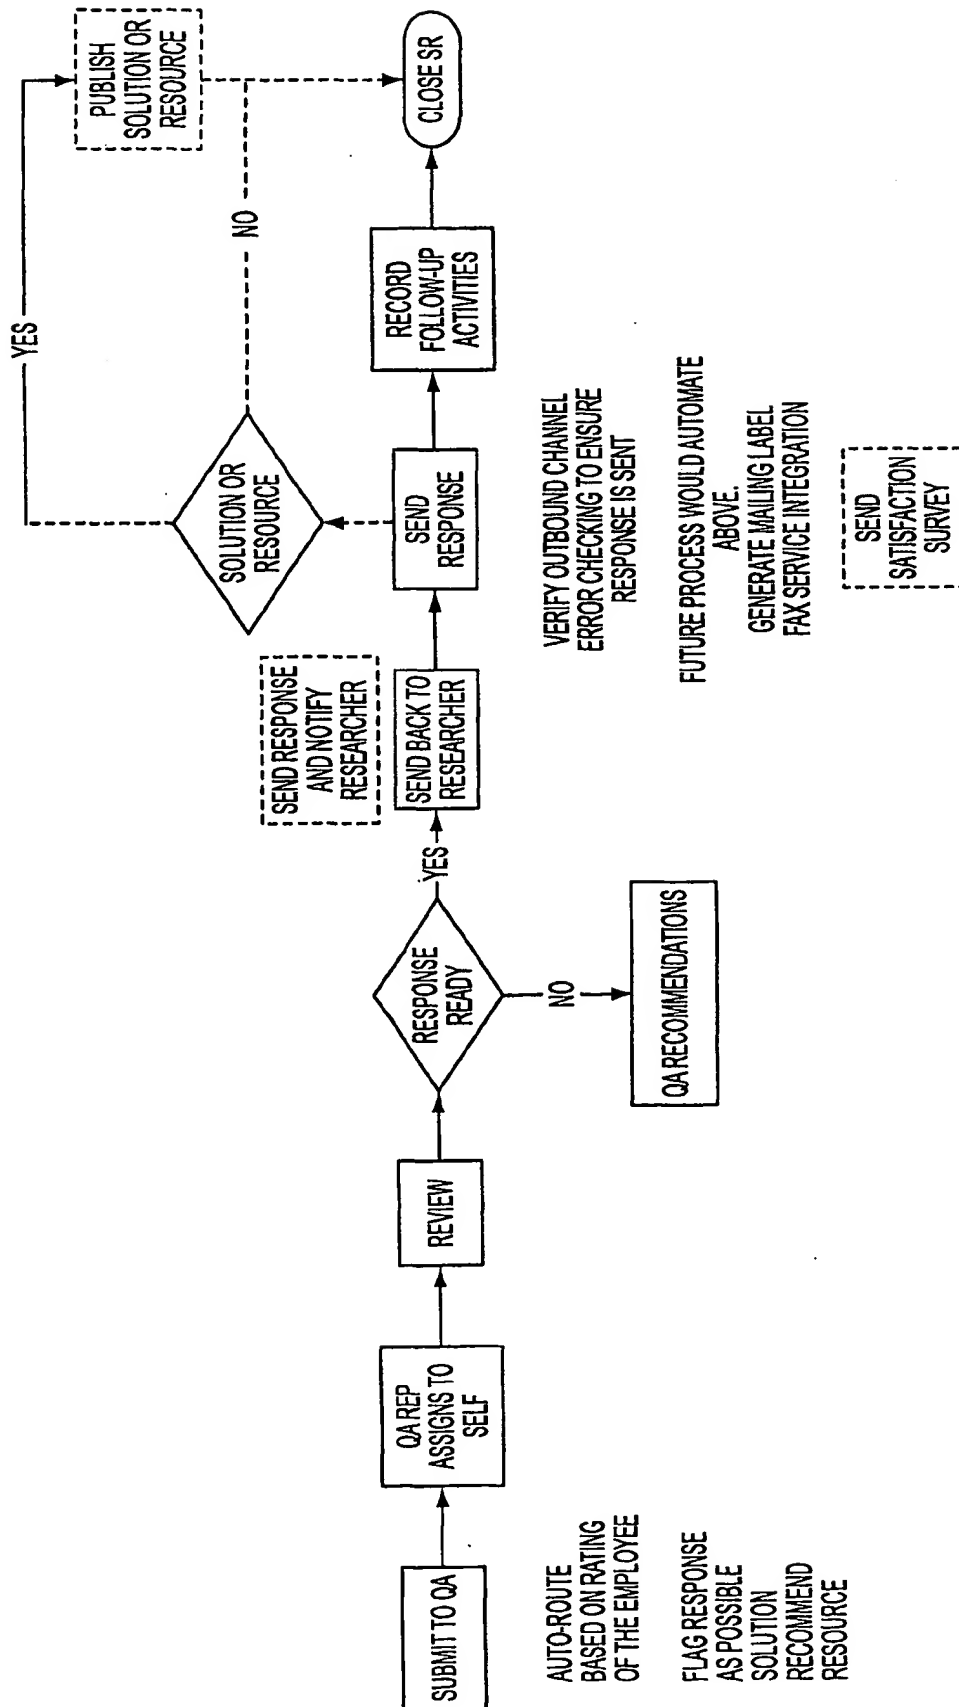 SUBMIT TO QA
AUTO-ROUTE
BASED ON RATING
OF THE EMPLOYEE
FLAG RESPONSE
AS POSSIBLE
SOLUTION
RECOMMEND
RESOURCE
QA REP
ASSIGNS TO
SELF
REVIEW
RESPONSE
READY
NO
QA RECOMMENDATIONS
YES
SEND RESPONSE
AND NOTIFY
RESEARCHER
SEND BACK TO
RESEARCHER
SOLUTION OR
RESOURCE
SEND
RESPONSE
VERIFY OUTBOUND CHANNEL
ERROR CHECKING TO ENSURE
RESPONSE IS SENT
FUTURE PROCESS WOULD AUTOMATE
ABOVE.
GENERATE MAILING LABEL
FAX SERVICE INTEGRATION
SEND
SATISFACTION
SURVEY
YES
NO
RECORD
FOLLOW-UP
ACTIVITIES
PUBLISH
SOLUTION OR
RESOURCE
CLOSE SR